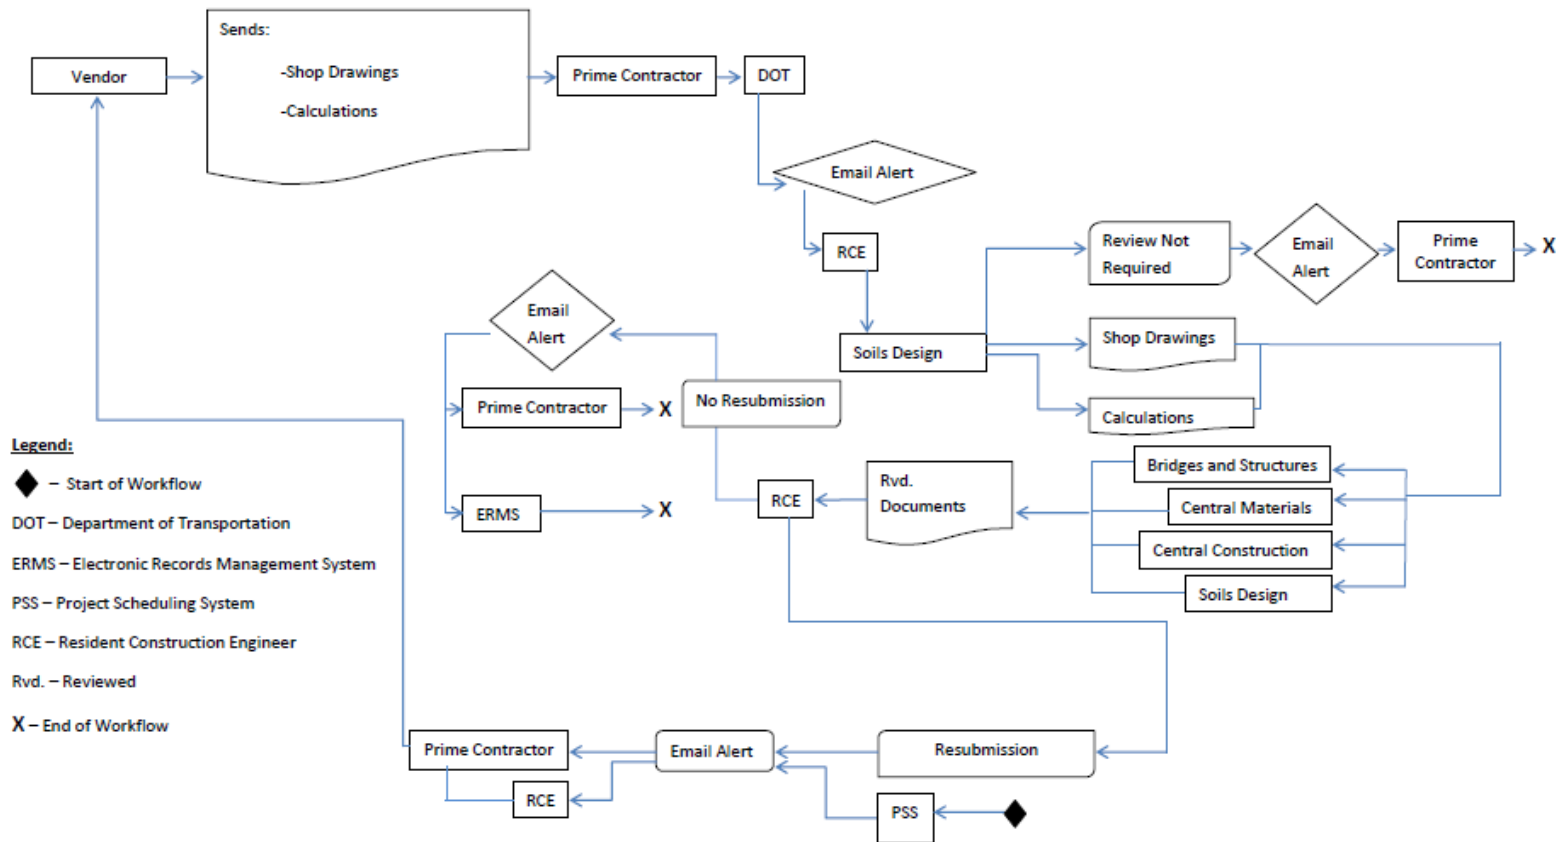 Sends:
-Shop Drawings
-Calculations
Vendor
Prime Contractor
DOT
Email Alert
RCE
Review Not
Required
Email
Alert
Prime
Contractor
X
Soils Design
Shop Drawings
Calculations
Email
Alert
Prime Contractor
X
No Resubmission
ERMS
X
RCE
Rvd.
Documents
Bridges and Structures
Central Materials
Central Construction
Soils Design
Legend:
– Start of Workflow
DOT – Department of Transportation
ERMS – Electronic Records Management System
PSS – Project Scheduling System
RCE – Resident Construction Engineer
Rvd. – Reviewed
X – End of Workflow
Prime Contractor
Email Alert
Resubmission
RCE
PSS